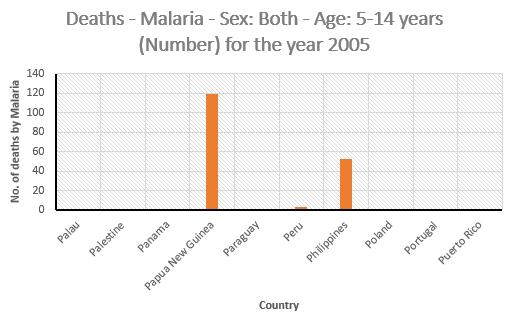 Deaths - Malaria - Sex: Both - Age: 5-14 years
(Number) for the year 2005
No. of deaths by Malaria
140
120
100
80
60
40
20
0
Palau
Palestine
Panama
Papua New Guinea
Paraguay
Peru
Philippines
Poland
Portugal
Puerto Rico
Country